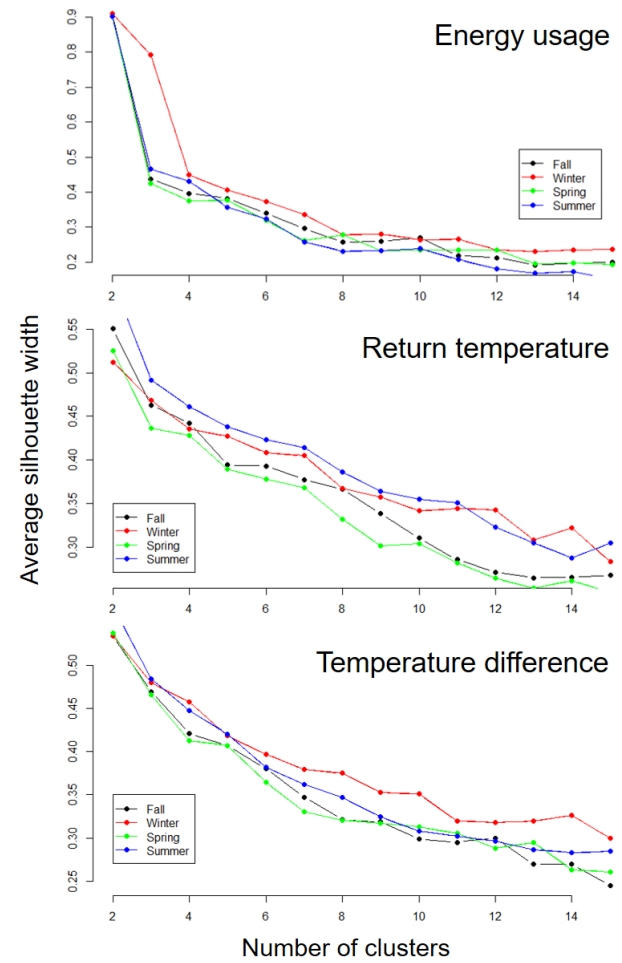 Energy usage
0.9
0.8
0.7
0.6
0.5
0.4
0.3
0.2
Fall
Winter
Spring
Summer
2 4 6 8 10 12 14
Average silhouette width
Return temperature
0.55
0.50
0.45
0.40
0.35
0.30
Fall
Winter
Spring
Summer
2 4 6 8 10 12 14
Temperature difference
0.50
0.45
0.40
0.35
0.30
0.25
Fall
Winter
Spring
Summer
2 4 6 8 10 12 14
Number of clusters